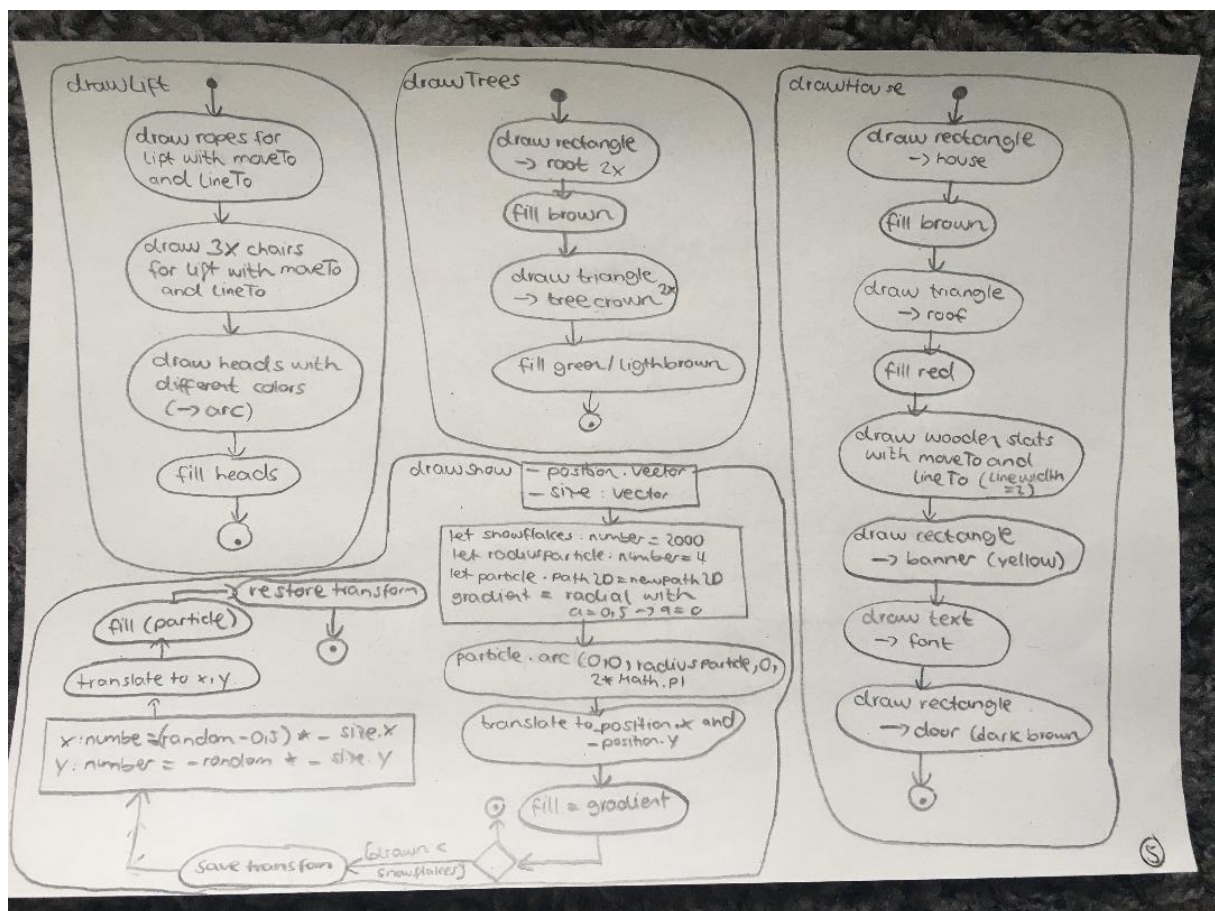 drawLift
draw ropes for
lift with moveTo
and lineTo
draw 3x chairs
for lift with moveTo
and lineTo
draw heads with
different colors
(-> arc)
fill heads
drawTrees
draw rectangle
-> root 2x
fill brown
draw triangle
-> tree crown 2x
fill green/ligthbrown
drawHouse
draw rectangle
-> house
fill brown
draw triangle
-> roof
fill red
draw wooden slats
with moveTo and
lineTo (linewidth
=2)
draw rectangle
-> banner (yellow)
draw text
-> font
draw rectangle
-> door (dark brown
drawSnow
- position : vector
- size : vector
let snowflakes : number = 2000
let radiusparticle : number = 4
let particle : path2D = newpath2D
gradient = radial with
a = 0,5 -> a = 0
particle.arc (0,0, radiusparticle, 0,
2* Math.PI
translate to _position.x and
_position.y
fill = gradient
[drawn <
snowflakes]
save transform
x : numbe = (random - 0,5) * _ size.x
y : number = - random * _ size.y
translate to x, y.
fill (particle)
restore transform
5